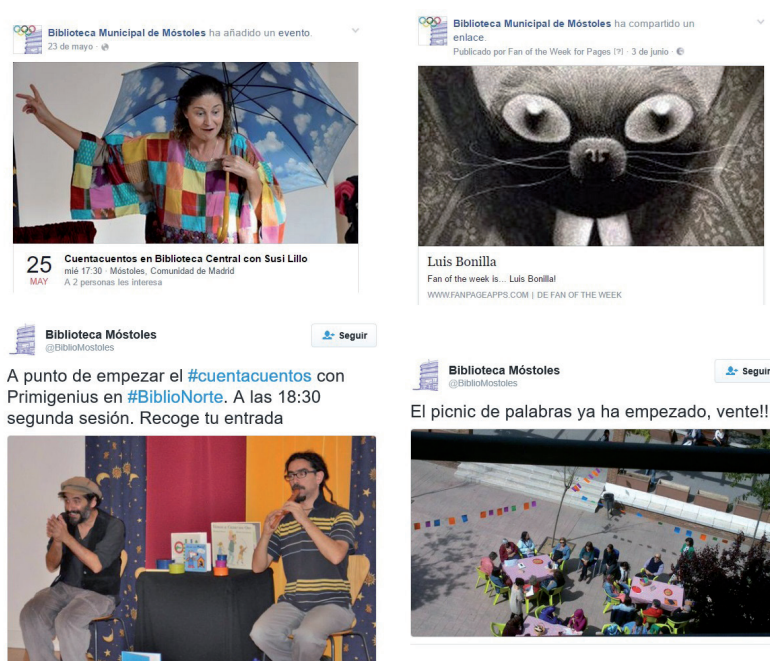 Biblioteca Municipal de Móstoles ha añadido un evento.
23 de mayo ·
25
MAY
Cuentacuentos en Biblioteca Central con Susi Lillo
mié 17:30 · Móstoles, Comunidad de Madrid
A 2 personas les interesa
Biblioteca Municipal de Móstoles ha compartido un
enlace.
Publicado por Fan of the Week for Pages [?] · 3 de junio ·
Luis Bonilla
Fan of the week is... Luis Bonilla!
WWW.FANPAGEAPPS.COM | DE FAN OF THE WEEK
Biblioteca Móstoles
@BiblioMostoles
Seguir
A punto de empezar el #cuentacuentos con
Primigenius en #BiblioNorte. A las 18:30
segunda sesión. Recoge tu entrada
Biblioteca Móstoles
@BiblioMostoles
Seguir
El picnic de palabras ya ha empezado, vente!!